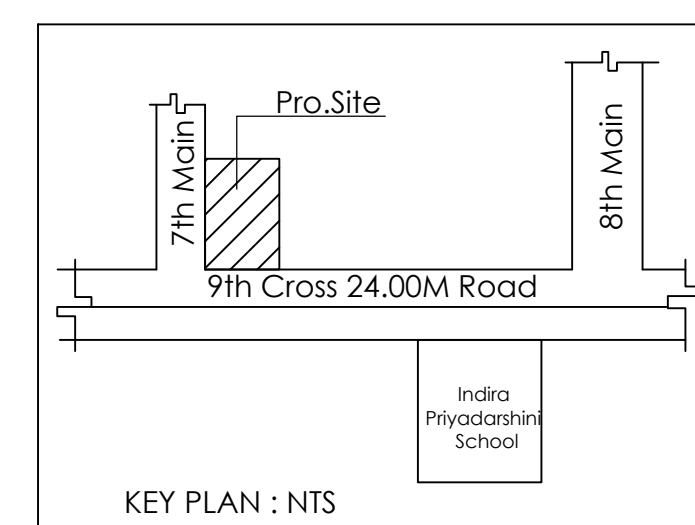 Pro.Site
7th Main
8th Main
9th Cross 24.00M Road
Indira
Priyadarshini
School
KEY PLAN : NTS